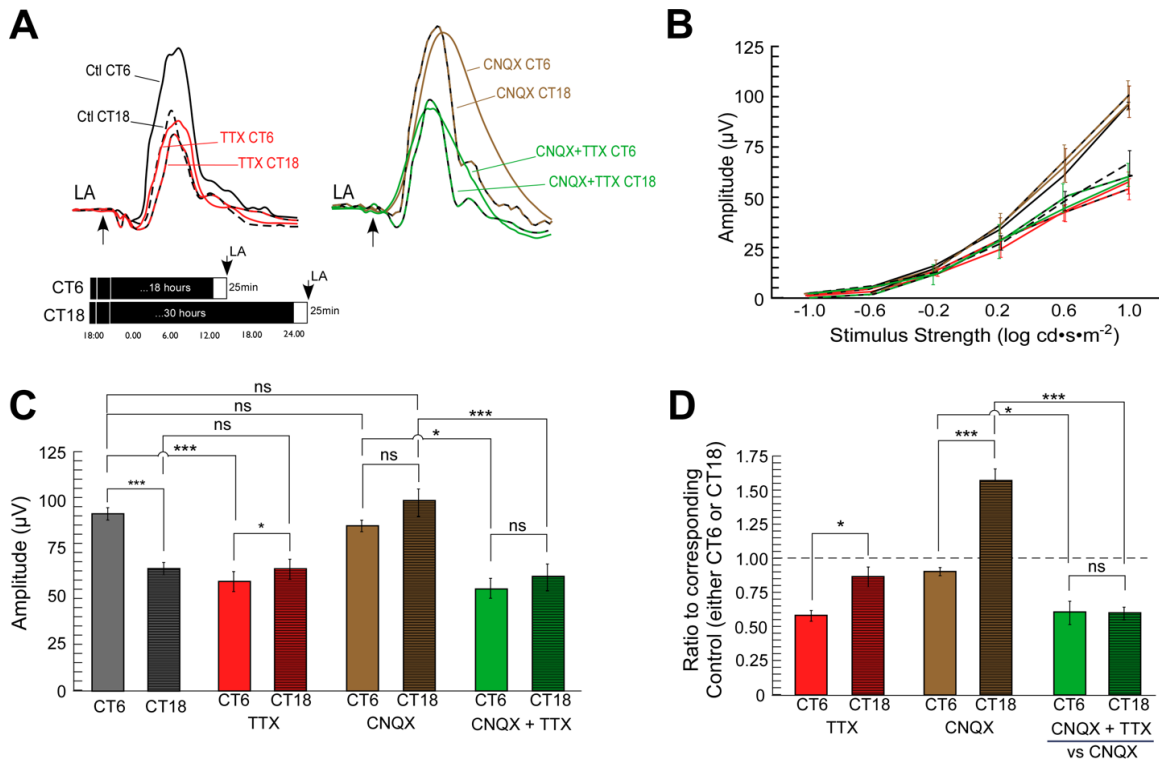 A
Ctl CT6
Ctl CT18
TTX CT6
TTX CT18
LA
CNQX CT6
CNQX CT18
CNQX+TTX CT6
CNQX+TTX CT18
LA
LA
CT6
...18 hours
25min
LA
CT18
...30 hours
25min
18:00 0.00 6.00 12.00 18.00 24.00
B
Amplitude (µV)
125
100
75
50
25
0
-1.0 -0.6 -0.2 0.2 0.6 1.0
Stimulus Strength (log cd•s•m-2)
C
ns
ns
ns
***
***
*
***
*
ns
ns
Amplitude (µV)
125
100
75
50
25
0
CT6 CT18 CT6 CT18 CT6 CT18 CT6 CT18
TTX CNQX CNQX + TTX
D
***
*
***
*
ns
Ratio to corresponding
Control (either CT6 or CT18)
1.75
1.50
1.25
1.00
0.75
0.50
0.25
0
CT6 CT18 CT6 CT18 CT6 CT18
TTX CNQX CNQX + TTX
vs CNQX